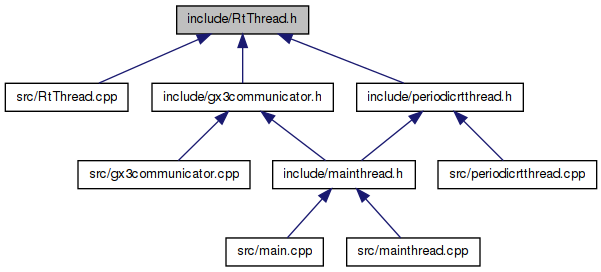 include/RtThread.h
src/RtThread.cpp
include/gx3communicator.h
include/periodicrtthread.h
src/gx3communicator.cpp
include/mainthread.h
src/periodicrtthread.cpp
src/main.cpp
src/mainthread.cpp